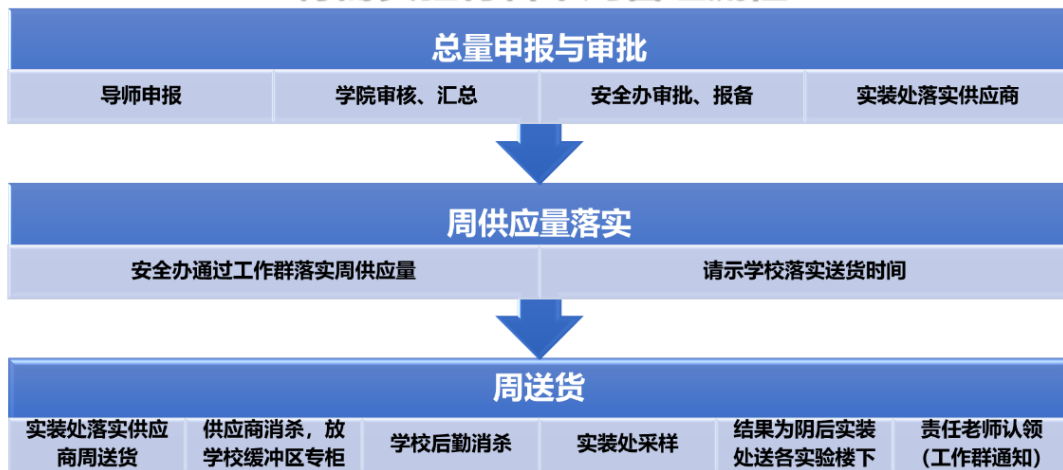 总量申报与审批
导师申报
学院审核、汇总
安全办审批、报备
实装处落实供应商
周供应量落实
安全办通过工作群落实周供应量
请示学校落实送货时间
周送货
实装处落实供应
商周送货
供应商消杀，放
学校缓冲区专柜
学校后勤消杀
实装处采样
结果为阴后实装
处送各实验楼下
责任老师认领
（工作群通知）